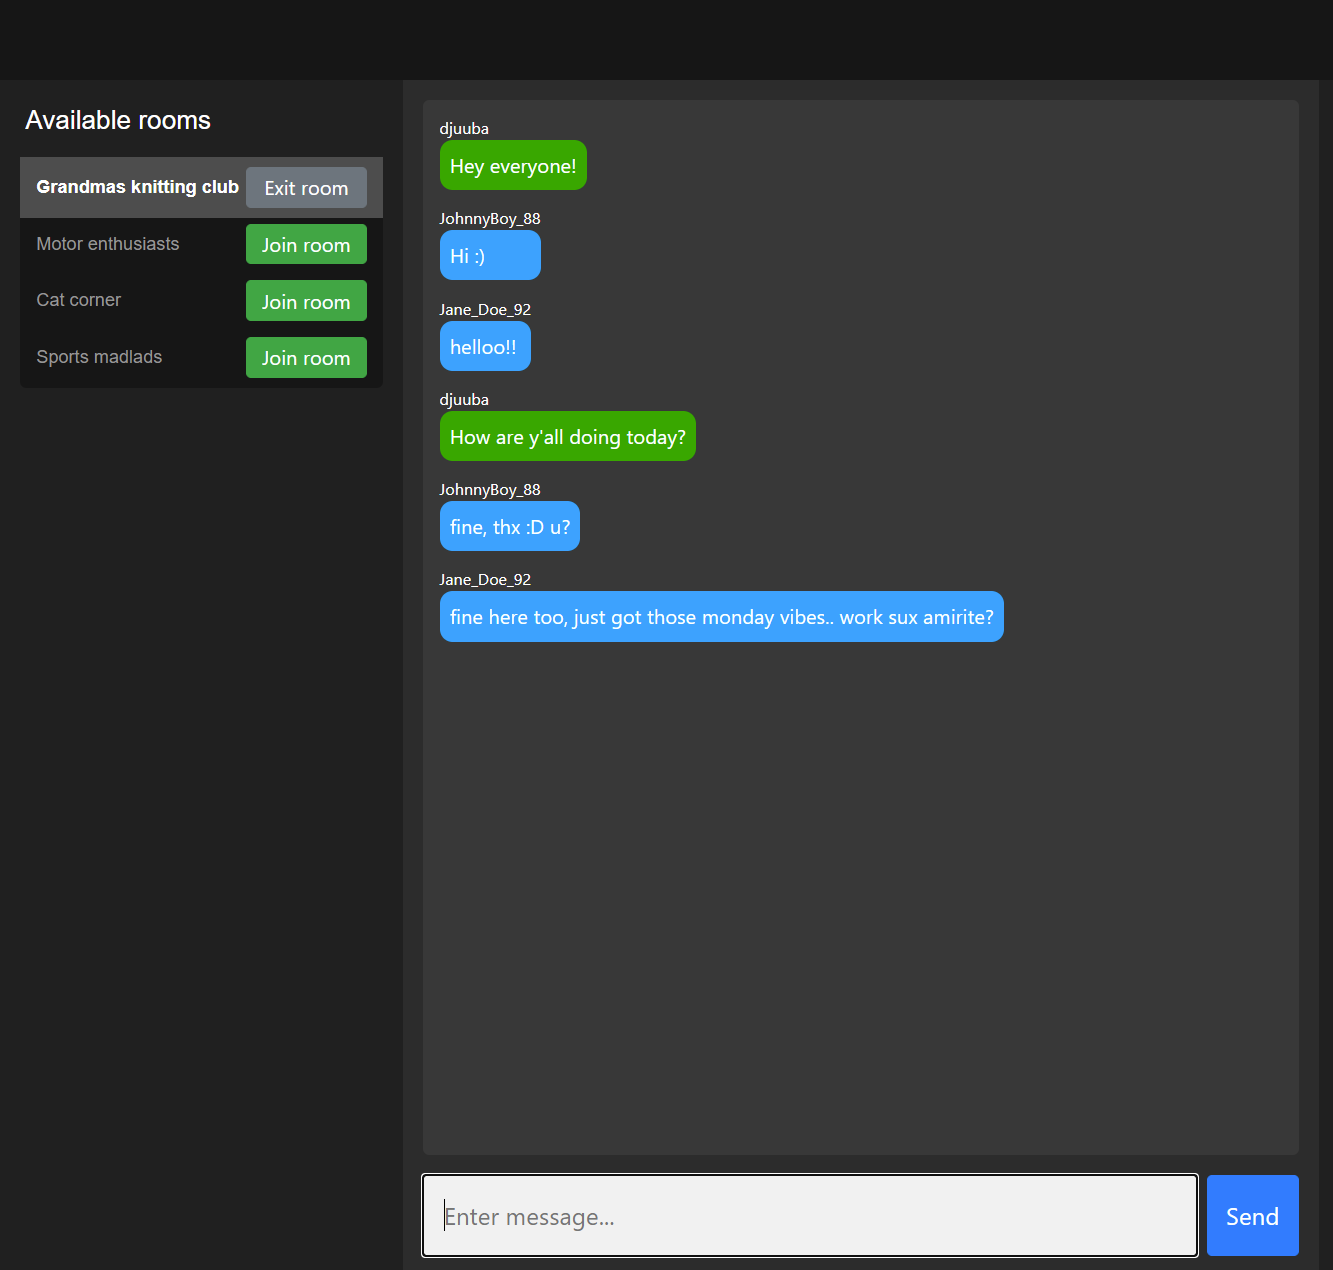 Available rooms
Grandmas knitting club Exit room
Motor enthusiasts Join room
Cat corner Join room
Sports madlads Join room
djuuba
Hey everyone!
JohnnyBoy_88
Hi :)
Jane_Doe_92
helloo!!
djuuba
How are y'all doing today?
JohnnyBoy_88
fine, thx :D u?
Jane_Doe_92
fine here too, just got those monday vibes.. work sux amirite?
Enter message... Send